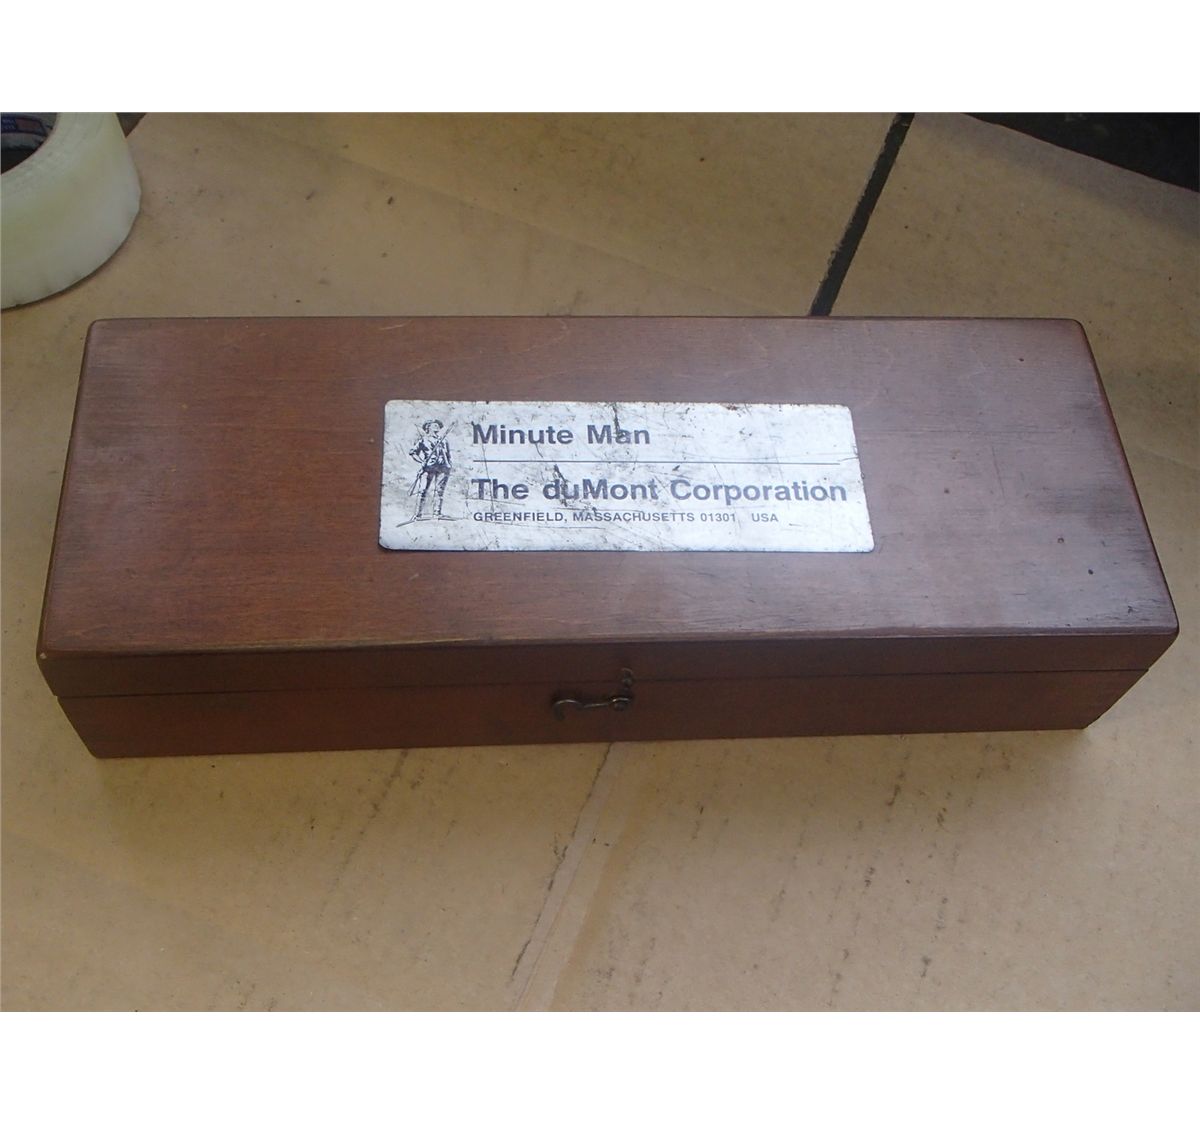 Minute Man
The duMont Corporation
GREENFIELD, MASSACHUSETTS 01301 USA